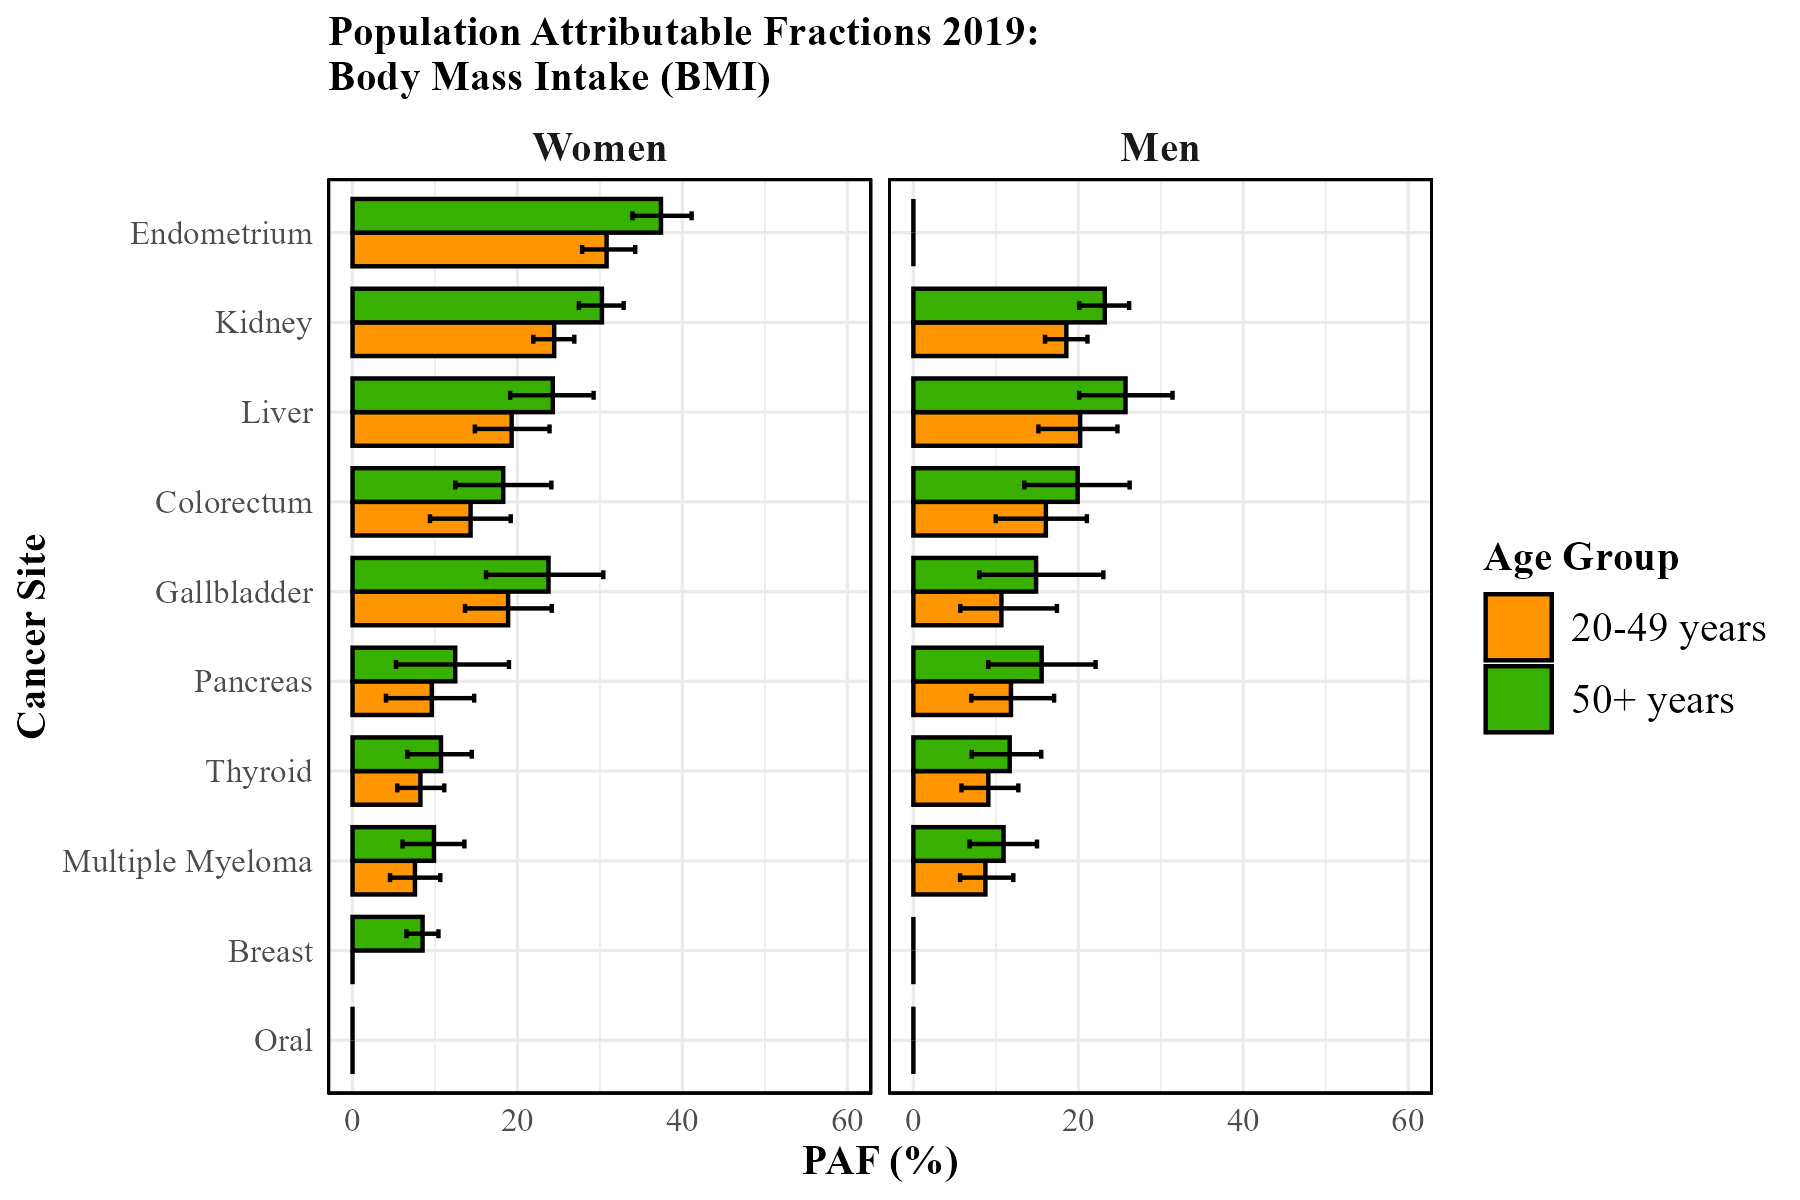 Population Attributable Fractions 2019:
Body Mass Intake (BMI)
Women
Men
Cancer Site
Endometrium
Kidney
Liver
Colorectum
Gallbladder
Pancreas
Thyroid
Multiple Myeloma
Breast
Oral
0 20 40 60
0 20 40 60
PAF (%)
Age Group
20-49 years
50+ years